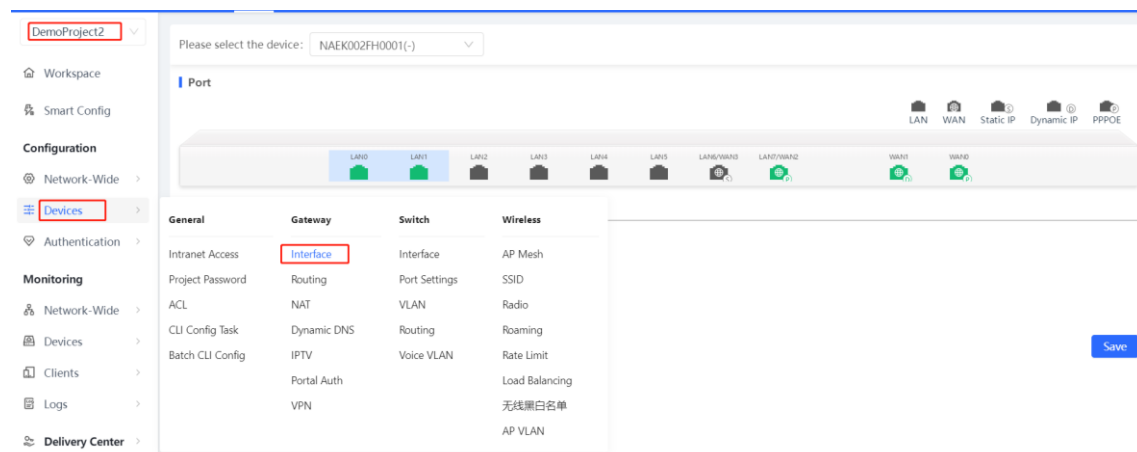 DemoProject2
Workspace
Smart Config
Configuration
Network-Wide
Devices
Authentication
Monitoring
Network-Wide
Devices
Clients
Logs
Delivery Center
Please select the device: NAEK002FH0001(-)
Port
LAN WAN Static IP Dynamic IP PPPOE
LAN0 LAN1 LAN2 LAN3 LAN4 LAN5 LAN6/WAN3 LAN7/WAN2 WAN1 WAN0
General
Intranet Access
Project Password
ACL
CLI Config Task
Batch CLI Config
Gateway
Interface
Routing
NAT
Dynamic DNS
IPTV
Portal Auth
VPN
Switch
Interface
Port Settings
VLAN
Routing
Voice VLAN
Wireless
AP Mesh
SSID
Radio
Roaming
Rate Limit
Load Balancing
无线黑白名单
AP VLAN
Save